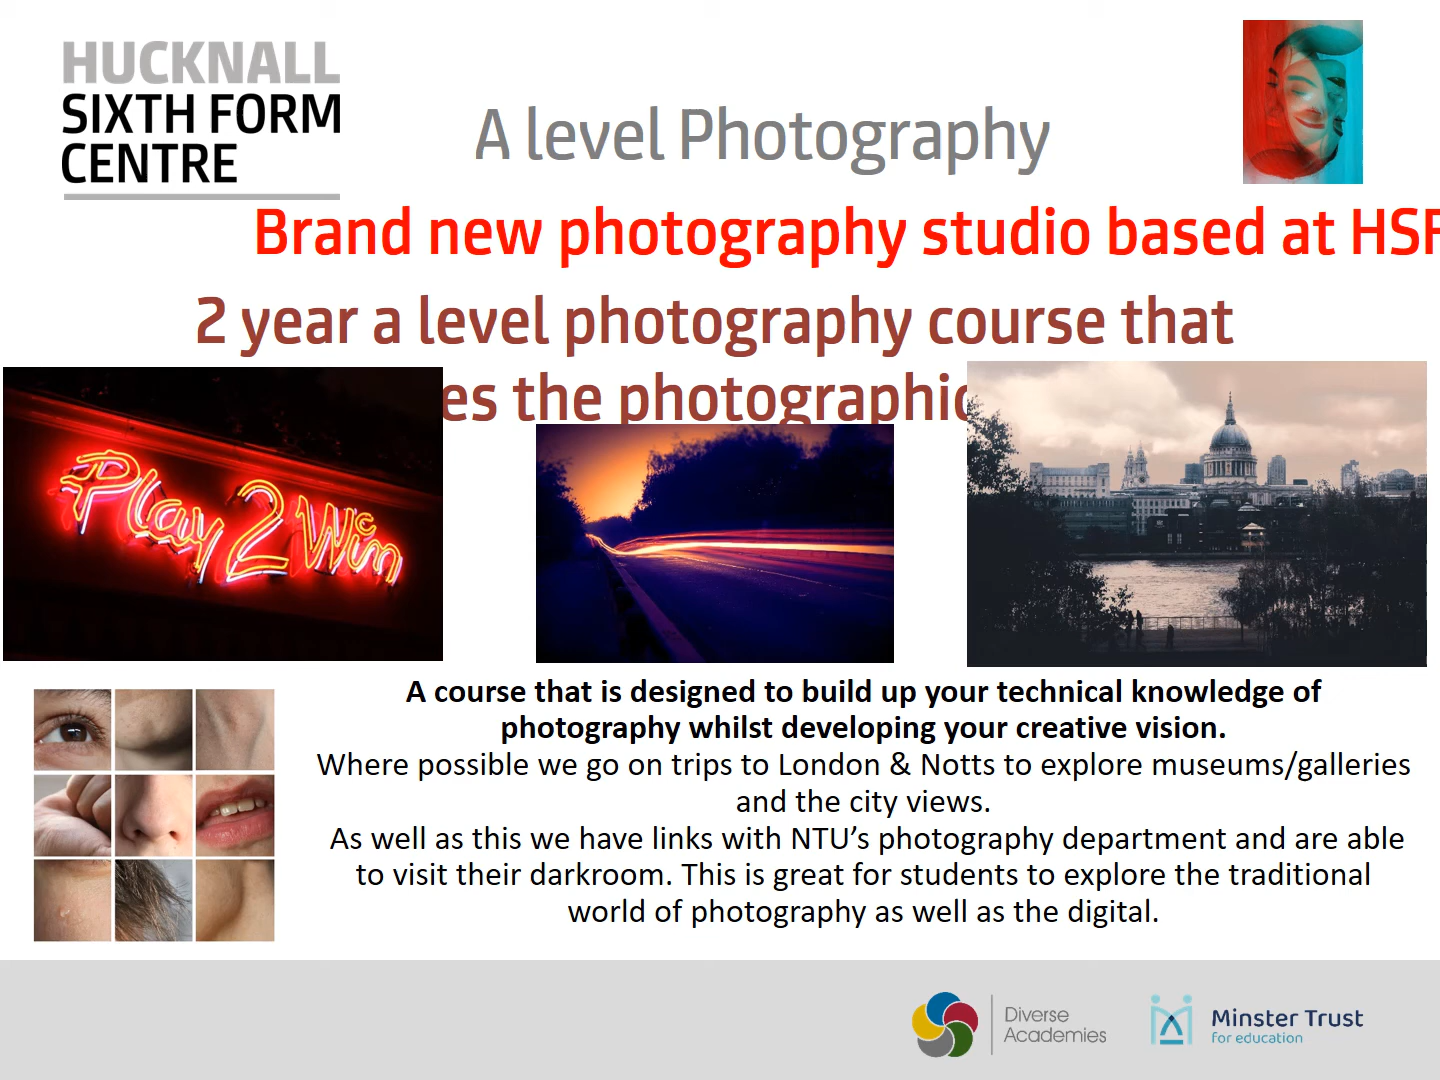 HUCKNALL
SIXTH FORM
CENTRE
A level Photography
Brand new photography studio based at HSF
2 year a level photography course that
es the photographic
Play 2 Win
A course that is designed to build up your technical knowledge of
photography whilst developing your creative vision.
Where possible we go on trips to London & Notts to explore museums/galleries
and the city views.
As well as this we have links with NTU’s photography department and are able
to visit their darkroom. This is great for students to explore the traditional
world of photography as well as the digital.
Diverse
Academies
Minster Trust
for education